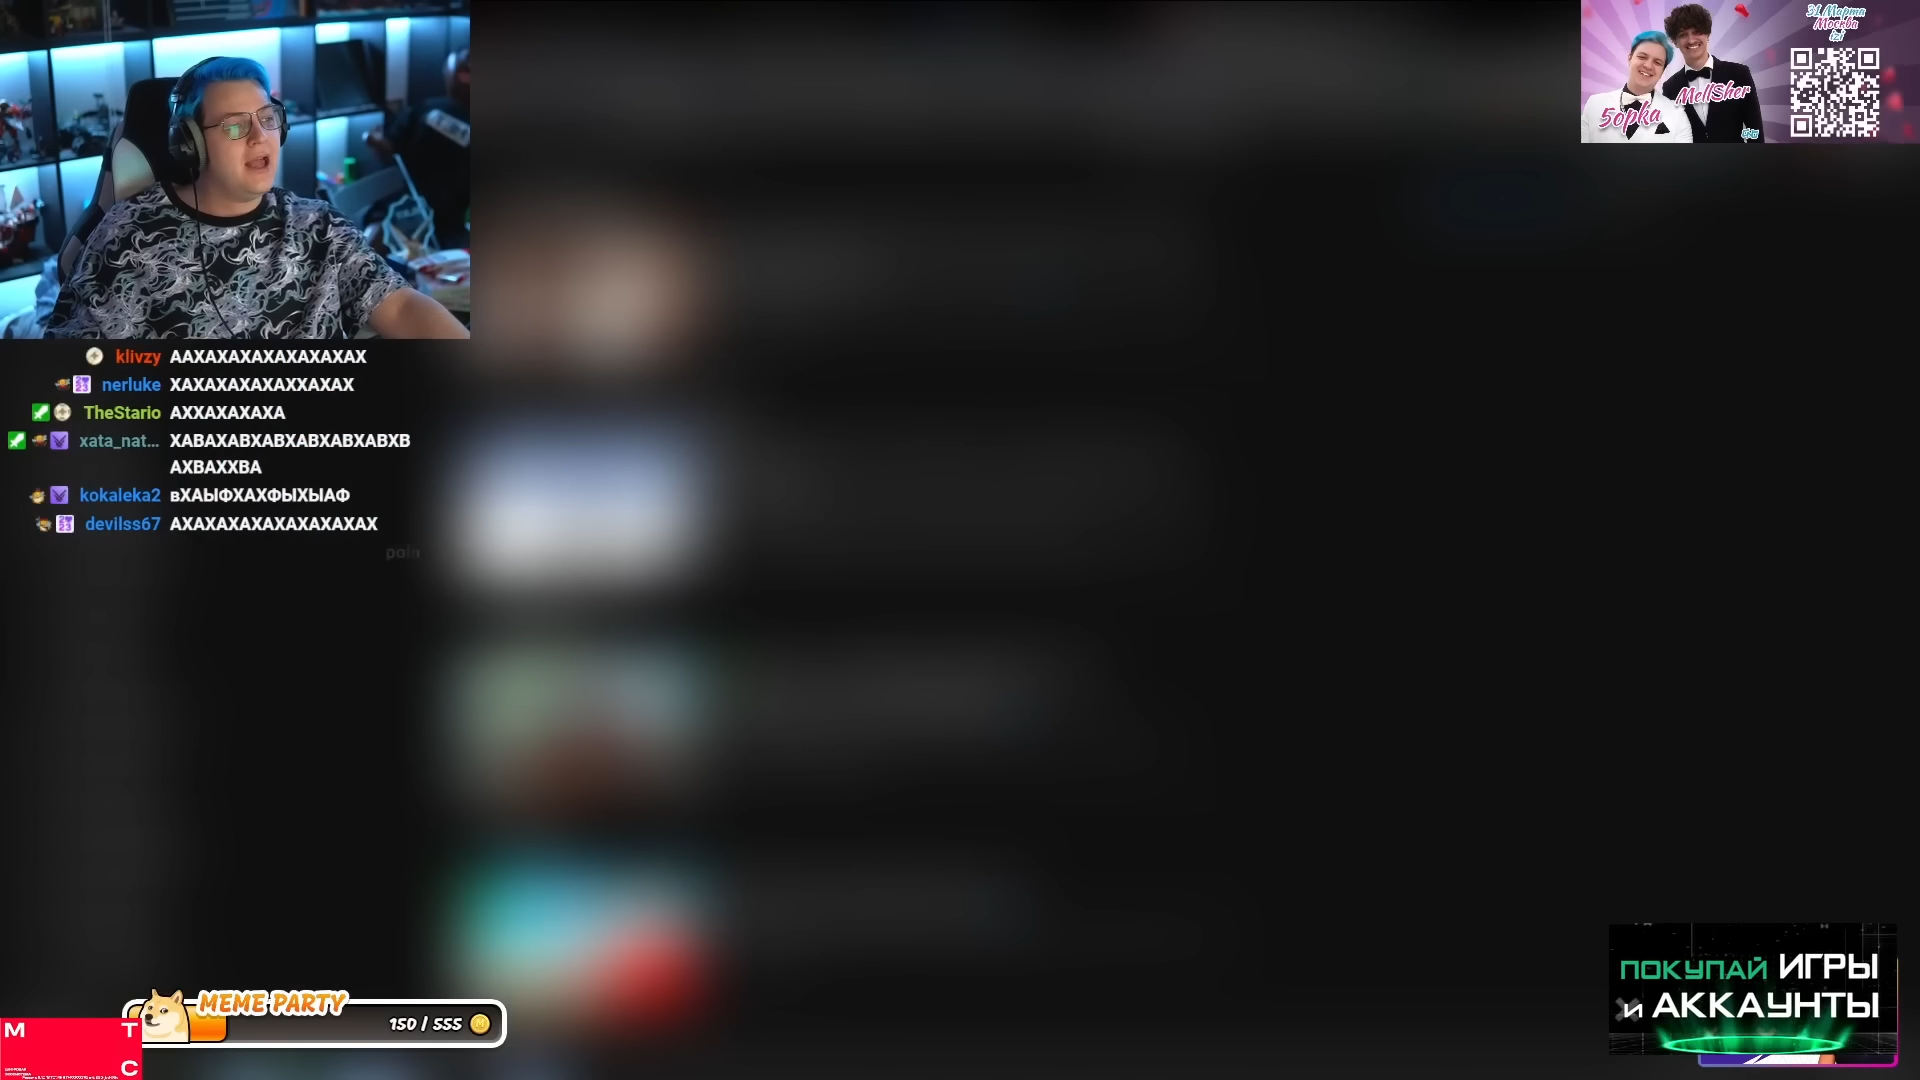 31 Марта
Москва
izi
5opka
MellSher
klivzy ААХАХАХАХАХАХАХАХ
nerluke ХАХАХАХАХАХХАХАХ
TheStario АХХАХАХАХА
xata_nat... ХАВАХАВХАВХАВХАВХАВХВ
АХВАХХВА
kokaleka2 вХАЫФХАХФЫХЫАФ
devilss67 АХАХАХАХАХАХАХАХАХ
MEME PARTY
150 / 555
М Т
С
ПОКУПАЙ ИГРЫ
и АККАУНТЫ